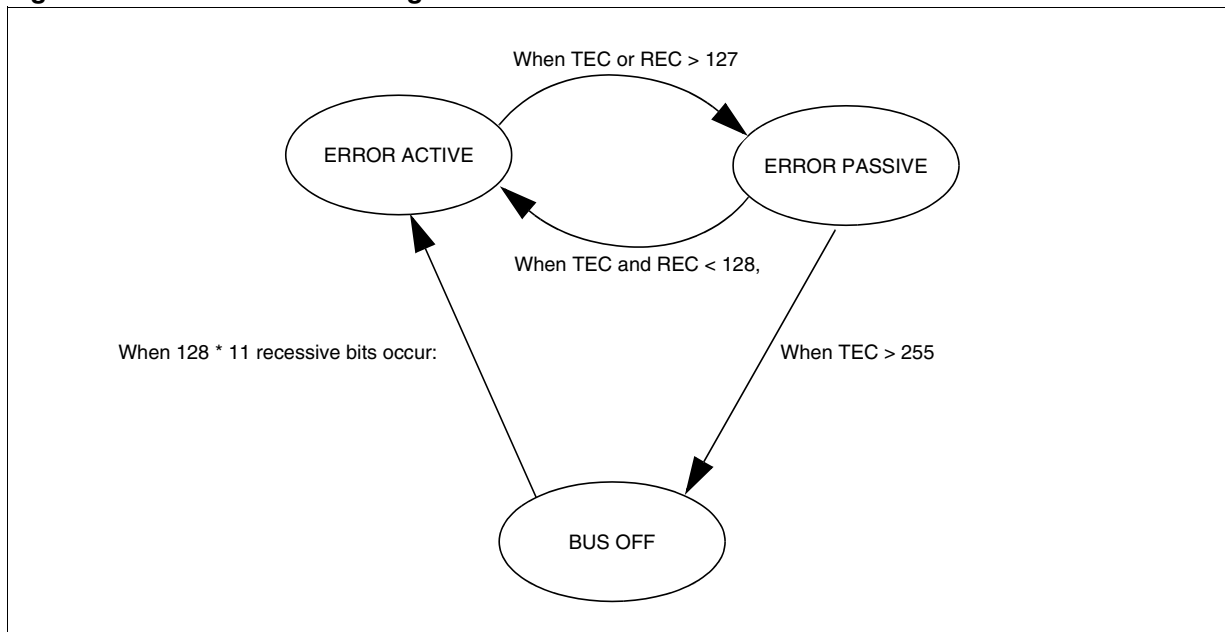 When TEC or REC > 127
ERROR ACTIVE
ERROR PASSIVE
When TEC and REC < 128,
When 128 * 11 recessive bits occur:
When TEC > 255
BUS OFF